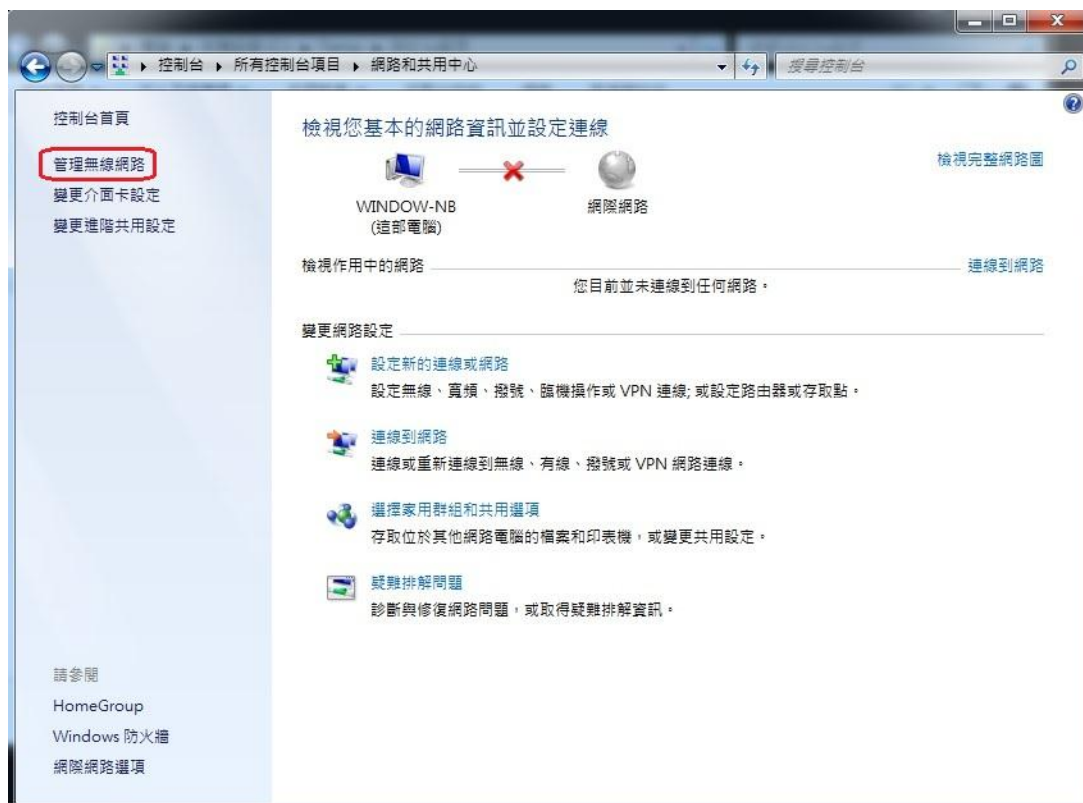 控制台 ▸ 所有控制台項目 ▸ 網路和共用中心
搜尋控制台
控制台首頁
管理無線網路
變更介面卡設定
變更進階共用設定
請參閱
HomeGroup
Windows 防火牆
網際網路選項
檢視您基本的網路資訊並設定連線
檢視完整網路圖
WINDOW-NB
(這部電腦)
網際網路
檢視作用中的網路
連線到網路
您目前並未連線到任何網路。
變更網路設定
設定新的連線或網路
設定無線、寬頻、撥號、臨機操作或 VPN 連線; 或設定路由器或存取點。
連線到網路
連線或重新連線到無線、有線、撥號或 VPN 網路連線。
選擇家用群組和共用選項
存取位於其他網路電腦的檔案和印表機，或變更共用設定。
疑難排解問題
診斷與修復網路問題，或取得疑難排解資訊。